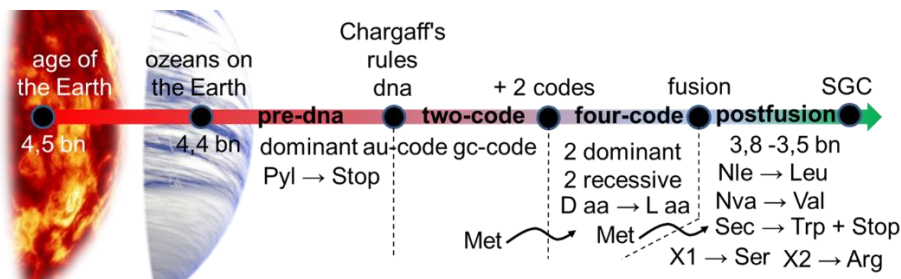 age of
the Earth
4,5 bn
ozeans on
the Earth
4,4 bn
Chargaff's
rules
dna
+ 2 codes
fusion
SGC
pre-dna
two-code
four-code
postfusion
dominant au-code gc-code
Pyl → Stop
2 dominant
2 recessive
D aa → L aa
Met
Met
3,8 -3,5 bn
Nle → Leu
Nva → Val
Sec → Trp + Stop
X1 → Ser X2 → Arg